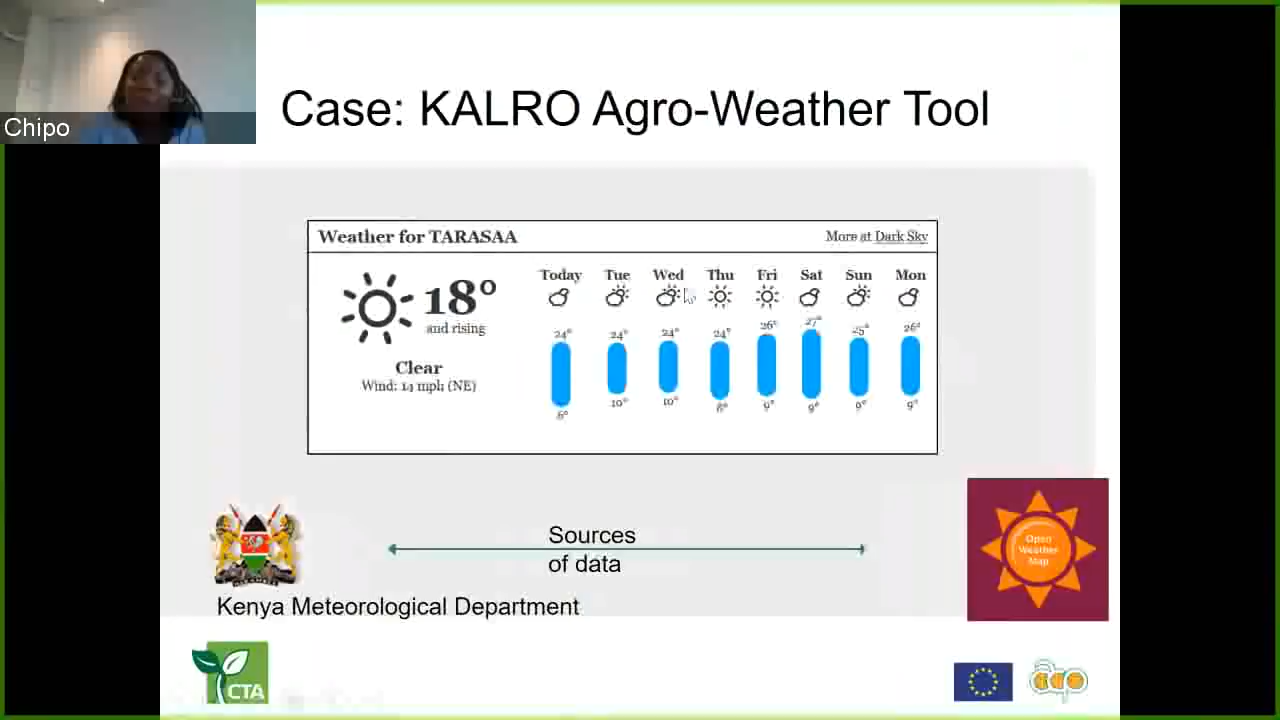 Chipo
Case: KALRO Agro-Weather Tool
Weather for TARASAA
More at Dark Sky
18°
and rising
Clear
Wind: 14 mph (NE)
Today Tue Wed Thu Fri Sat Sun Mon
24° 24° 24° 24° 26° 27° 25° 26°
6° 10° 10° 8° 9° 9° 9° 9°
Sources
of data
Open
Weather
Map
Kenya Meteorological Department
CTA